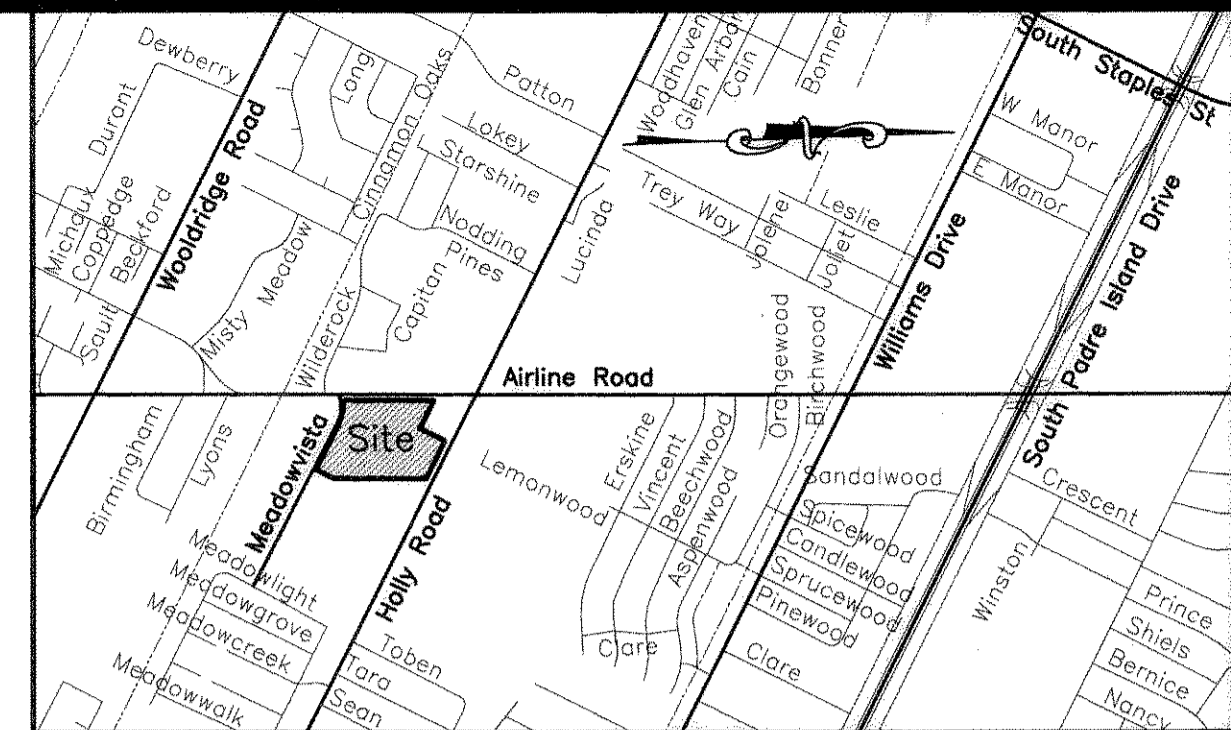 Dewberry
Durant
Wooldridge Road
Long
Cinnamon Oaks
Patton
Lakey
Starshine
Nodding
Pines
Lucinda
Woodhaven
Glen Arbor
Cain
Bonner
South Staples St
W Manor
E Manor
Trey Way
Jolene
Leslie
Joliet
Williams Drive
South Padre Island Drive
Michaux
Coppedge
Beckford
Sault
Misty Meadow
Wilderock
Capitan
Orangewood
Birchwood
Airline Road
Site
Meadowvista
Birmingham
Lyons
Holly Road
Lemonwood
Erskine
Vincent
Beechwood
Aspenwood
Sandalwood
Spicewood
Candlewood
Sprucewood
Pinewood
Crescent
Winston
Meadowlight
Meadowgrove
Meadowcreek
Meadowwalk
Toben
Tara
Sean
Clare
Clare
Prince
Shiels
Bernice
Nancy